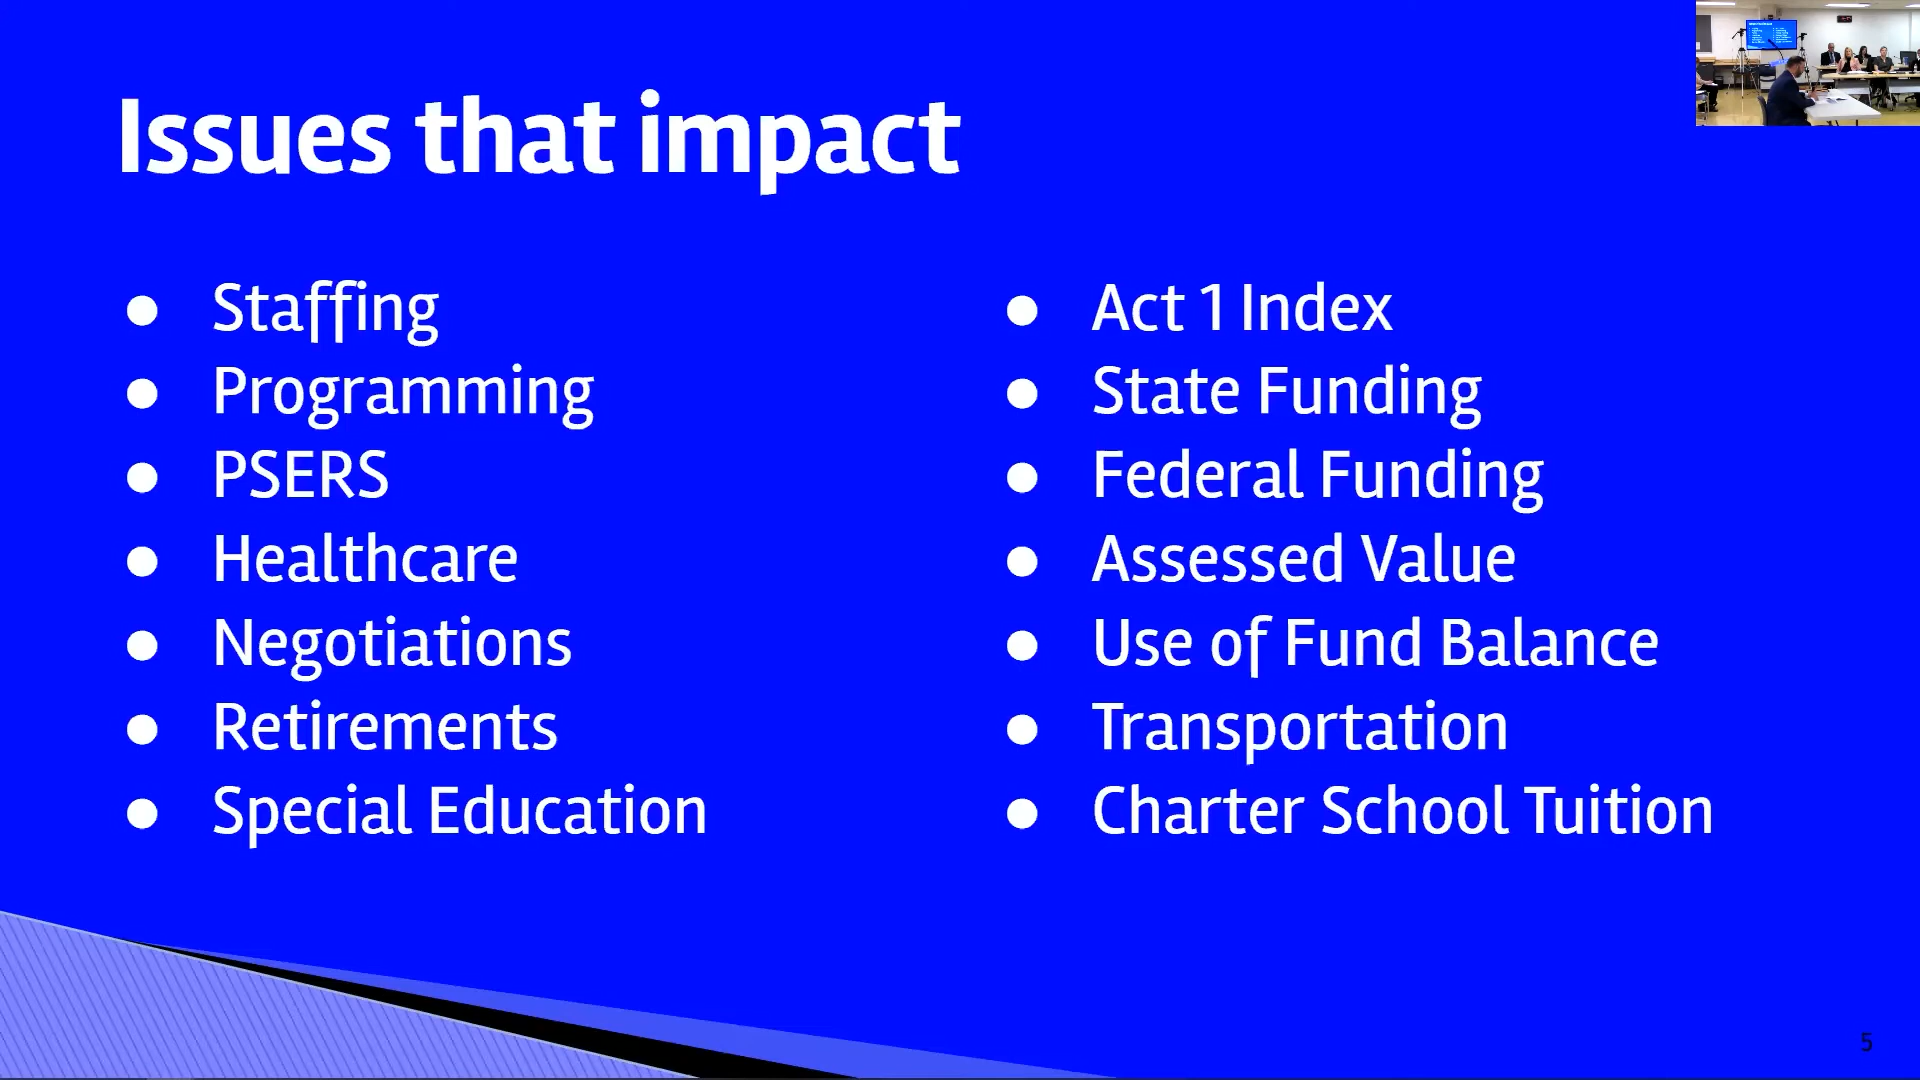 Issues that impact
Staffing
Programming
PSERS
Healthcare
Negotiations
Retirements
Special Education
Act 1 Index
State Funding
Federal Funding
Assessed Value
Use of Fund Balance
Transportation
Charter School Tuition
5